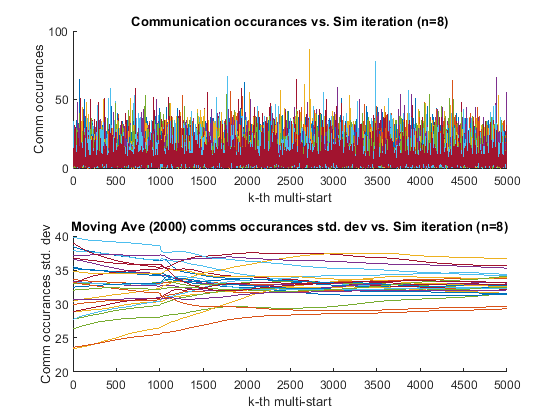 Communication occurances vs. Sim iteration (n=8)
100
50
0
Comm occurances
0 500 1000 1500 2000 2500 3000 3500 4000 4500 5000
k-th multi-start
Moving Ave (2000) comms occurances std. dev vs. Sim iteration (n=8)
40
35
30
25
20
Comm occurances std. dev
0 500 1000 1500 2000 2500 3000 3500 4000 4500 5000
k-th multi-start